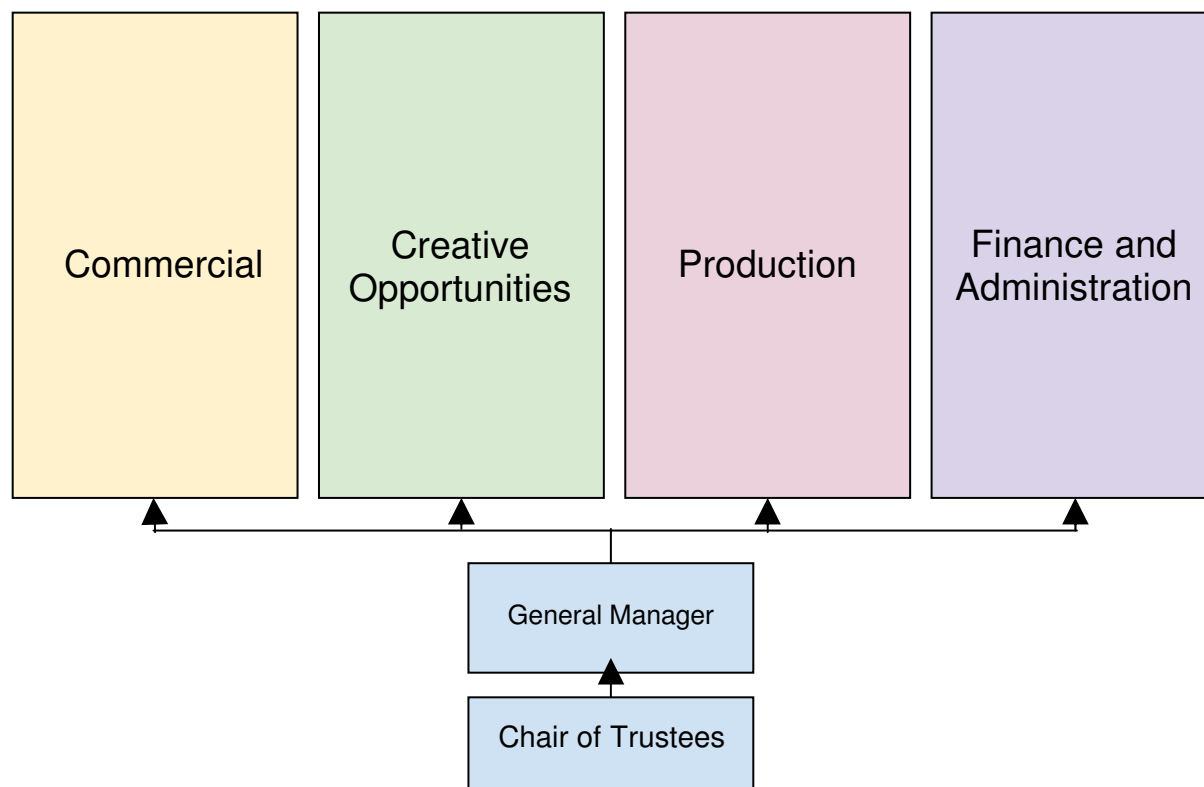 Commercial
Creative
Opportunities
Production
Finance and
Administration
General Manager
Chair of Trustees